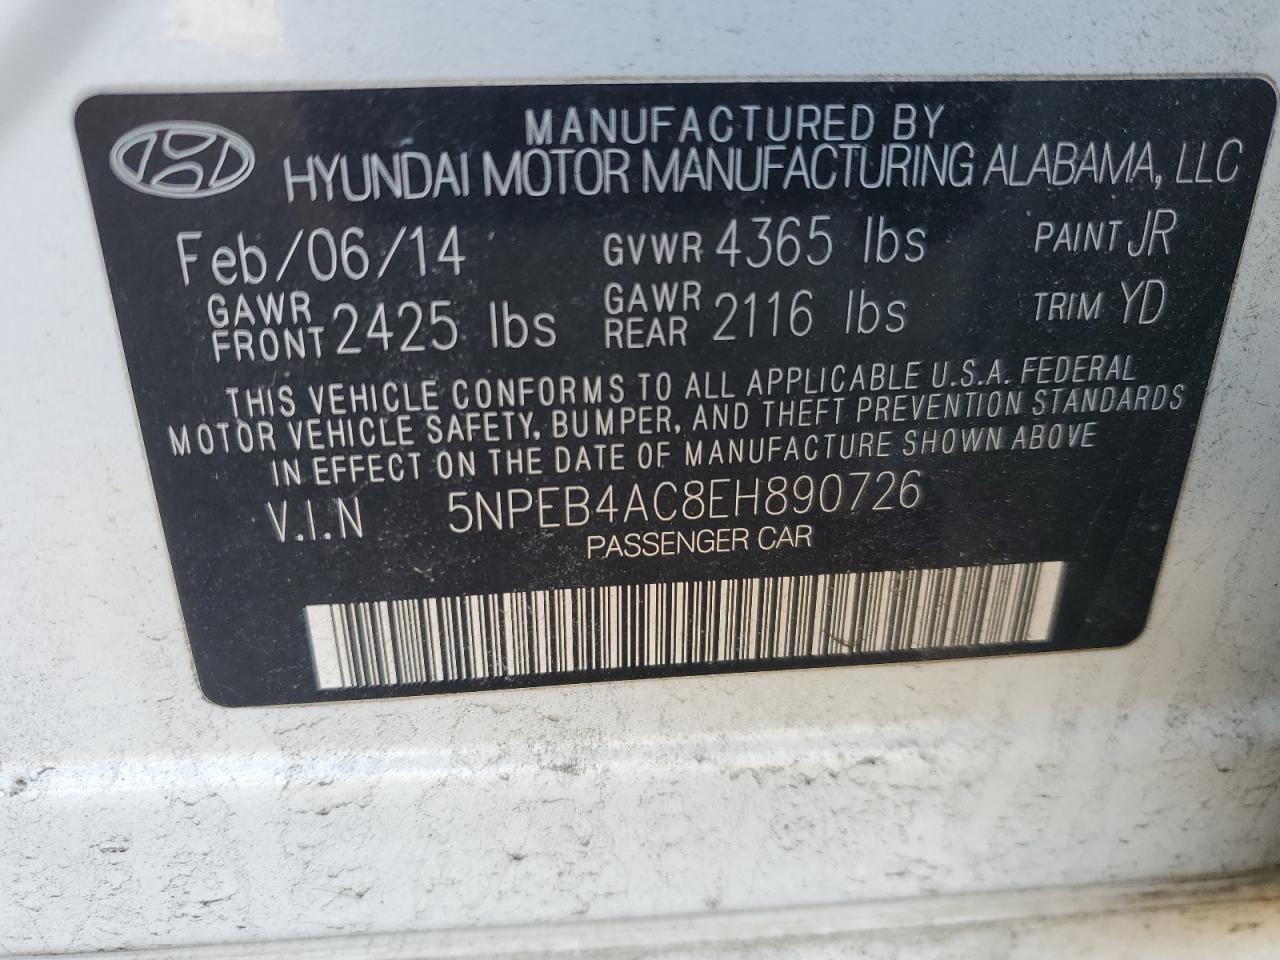 MANUFACTURED BY
HYUNDAI MOTOR MANUFACTURING ALABAMA, LLC
Feb/06/14 GVWR 4365 lbs PAINT JR
GAWR FRONT 2425 lbs GAWR REAR 2116 lbs TRIM YD
THIS VEHICLE CONFORMS TO ALL APPLICABLE U.S.A. FEDERAL
MOTOR VEHICLE SAFETY, BUMPER, AND THEFT PREVENTION STANDARDS
IN EFFECT ON THE DATE OF MANUFACTURE SHOWN ABOVE
V.I.N 5NPEB4AC8EH890726
PASSENGER CAR